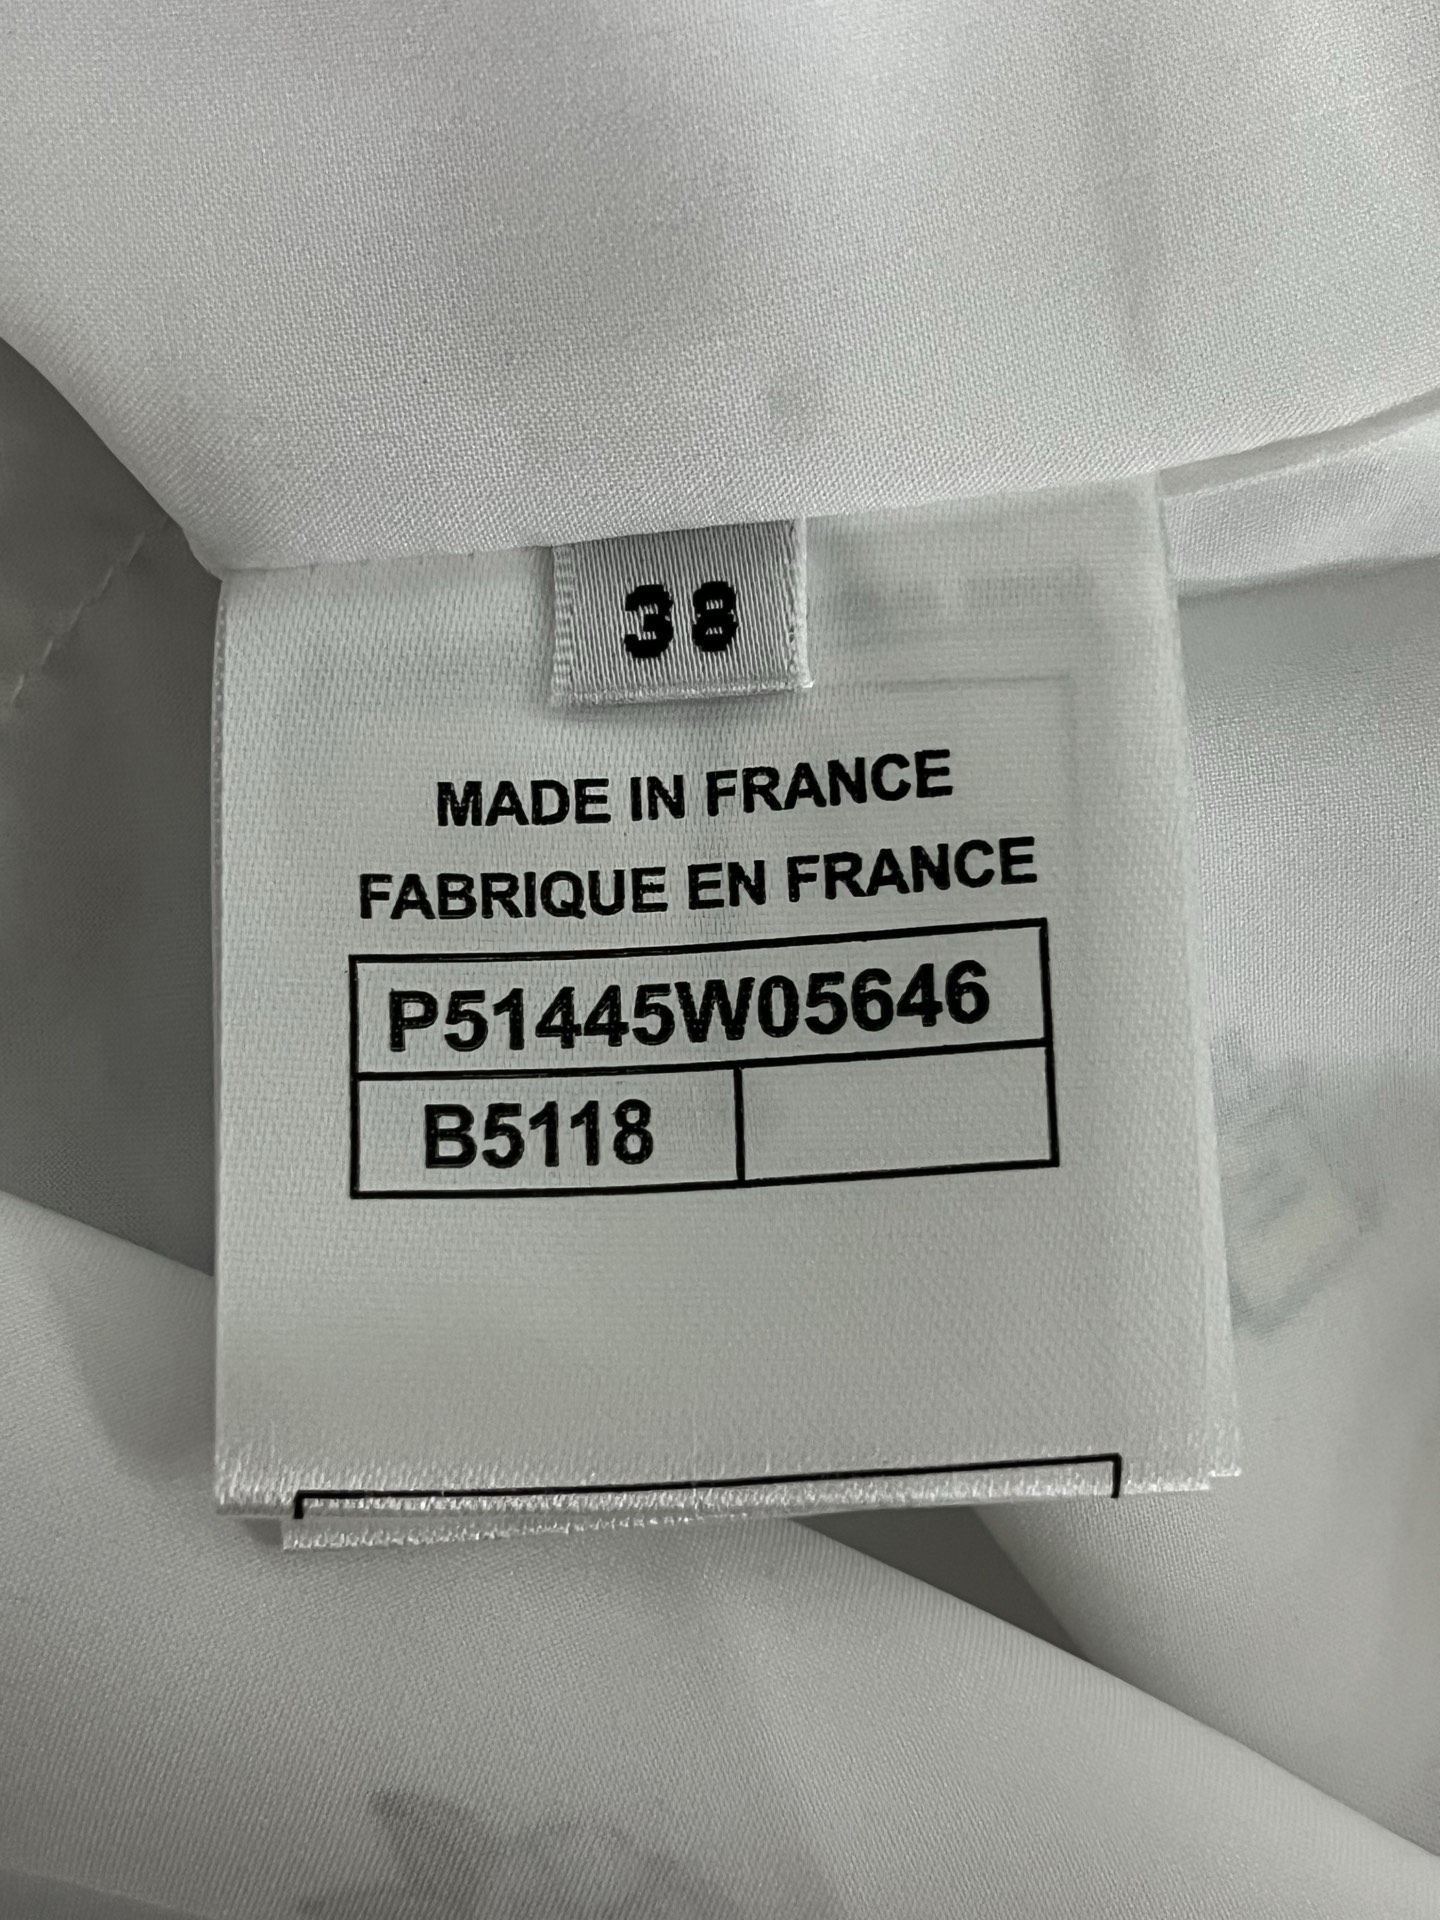 38
MADE IN FRANCE
FABRIQUE EN FRANCE
P51445W05646
B5118